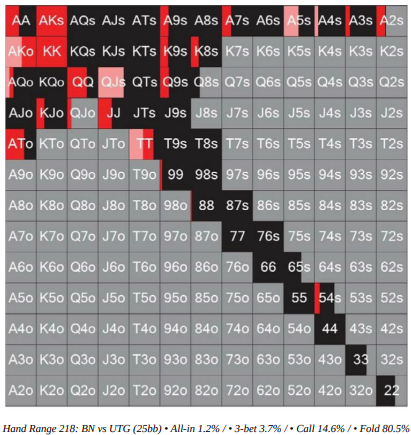 AA AKs AQs AJs ATs A9s A8s A7s A6s A5s A4s A3s A2s
AKo KK KQs KJs KTs K9s K8s K7s K6s K5s K4s K3s K2s
AQo KQo QQ QJs QTs Q9s Q8s Q7s Q6s Q5s Q4s Q3s Q2s
AJo KJo QJo JJ JTs J9s J8s J7s J6s J5s J4s J3s J2s
ATo KTo QTo JTo TT T9s T8s T7s T6s T5s T4s T3s T2s
A9o K9o Q9o J9o T9o 99 98s 97s 96s 95s 94s 93s 92s
A8o K8o Q8o J8o T8o 98o 88 87s 86s 85s 84s 83s 82s
A7o K7o Q7o J7o T7o 97o 87o 77 76s 75s 74s 73s 72s
A6o K6o Q6o J6o T6o 96o 86o 76o 66 65s 64s 63s 62s
A5o K5o Q5o J5o T5o 95o 85o 75o 65o 55 54s 53s 52s
A4o K4o Q4o J4o T4o 94o 84o 74o 64o 54o 44 43s 42s
A3o K3o Q3o J3o T3o 93o 83o 73o 63o 53o 43o 33 32s
A2o K2o Q2o J2o T2o 92o 82o 72o 62o 52o 42o 32o 22
Hand Range 218: BN vs UTG (25bb) • All-in 1.2% / • 3-bet 3.7% / • Call 14.6% / • Fold 80.5%